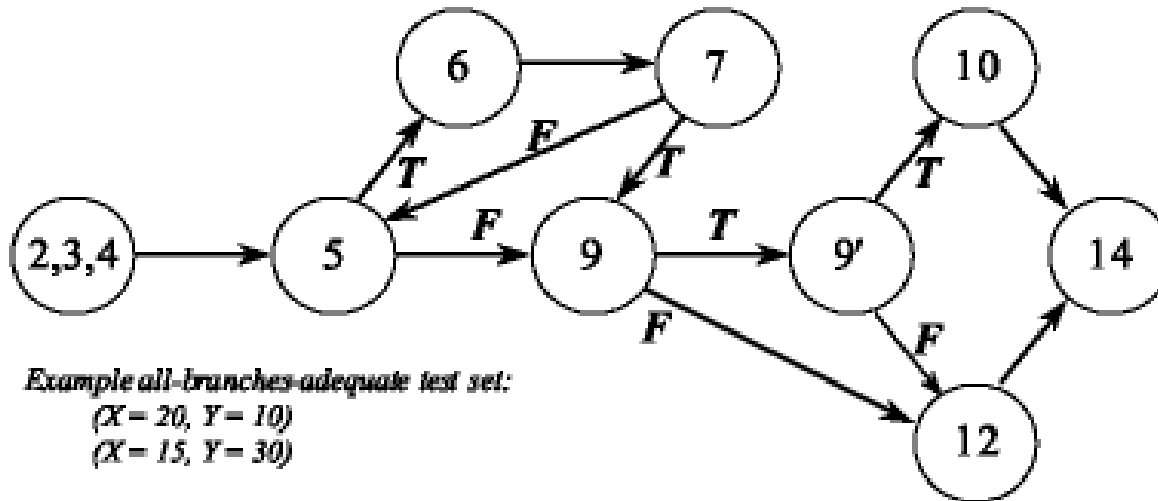 6
7
10
F
T
T
T
2,3,4
5
F
9
T
9'
14
F
F
Example all-branches-adequate test set:
(X = 20, Y = 10)
(X = 15, Y = 30)
12